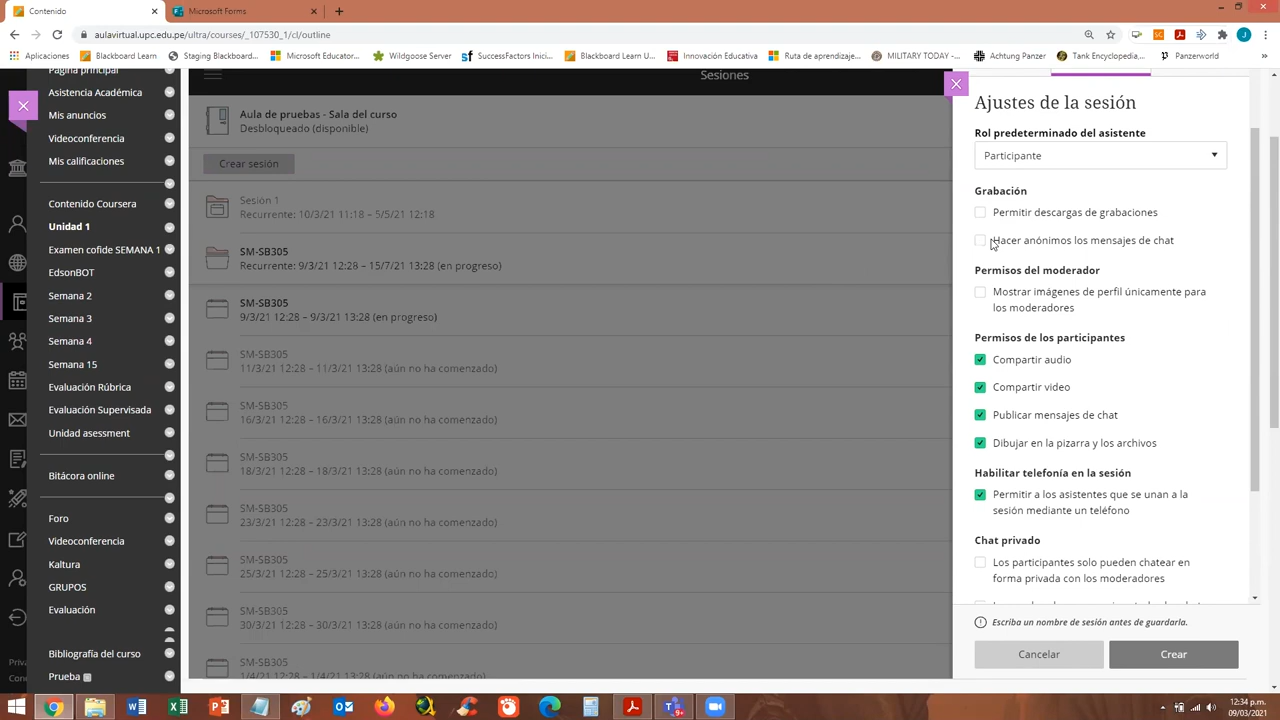 Contenido
Microsoft Forms
aulavirtual.upc.edu.pe/ultra/courses/_107530_1/cl/outline
Aplicaciones
Blackboard Learn
Staging Blackboard...
Microsoft Educator...
Wildgoose Server
SuccessFactors Inici...
Blackboard Learn U...
Innovación Educativa
Ruta de aprendizaje...
MILITARY TODAY -...
Achtung Panzer
Tank Encyclopedia,...
Panzerworld
Página principal
Asistencia Académica
Mis anuncios
Videoconferencia
Mis calificaciones
Contenido Coursera
Unidad 1
Examen cofide SEMANA 1
EdsonBOT
Semana 2
Semana 3
Semana 4
Semana 15
Evaluación Rúbrica
Evaluación Supervisada
Unidad asessment
Bitácora online
Foro
Videoconferencia
Kaltura
GRUPOS
Evaluación
Bibliografía del curso
Prueba
Priva
Con
Sesiones
Aula de pruebas - Sala del curso
Desbloqueado (disponible)
Crear sesión
Sesión 1
Recurrente: 10/3/21 11:18 – 5/5/21 12:18
SM-SB305
Recurrente: 9/3/21 12:28 – 15/7/21 13:28 (en progreso)
SM-SB305
9/3/21 12:28 – 9/3/21 13:28 (en progreso)
SM-SB305
11/3/21 12:28 – 11/3/21 13:28 (aún no ha comenzado)
SM-SB305
16/3/21 12:28 – 16/3/21 13:28 (aún no ha comenzado)
SM-SB305
18/3/21 12:28 – 18/3/21 13:28 (aún no ha comenzado)
SM-SB305
23/3/21 12:28 – 23/3/21 13:28 (aún no ha comenzado)
SM-SB305
25/3/21 12:28 – 25/3/21 13:28 (aún no ha comenzado)
SM-SB305
30/3/21 12:28 – 30/3/21 13:28 (aún no ha comenzado)
SM-SB305
1/4/21 12:28 – 1/4/21 13:28 (aún no ha comenzado)
Ajustes de la sesión
Rol predeterminado del asistente
Participante
Grabación
Permitir descargas de grabaciones
Hacer anónimos los mensajes de chat
Permisos del moderador
Mostrar imágenes de perfil únicamente para
los moderadores
Permisos de los participantes
Compartir audio
Compartir video
Publicar mensajes de chat
Dibujar en la pizarra y los archivos
Habilitar telefonía en la sesión
Permitir a los asistentes que se unan a la
sesión mediante un teléfono
Chat privado
Los participantes solo pueden chatear en
forma privada con los moderadores
Escriba un nombre de sesión antes de guardarla.
Cancelar
Crear
12:34 p.m.
09/03/2021